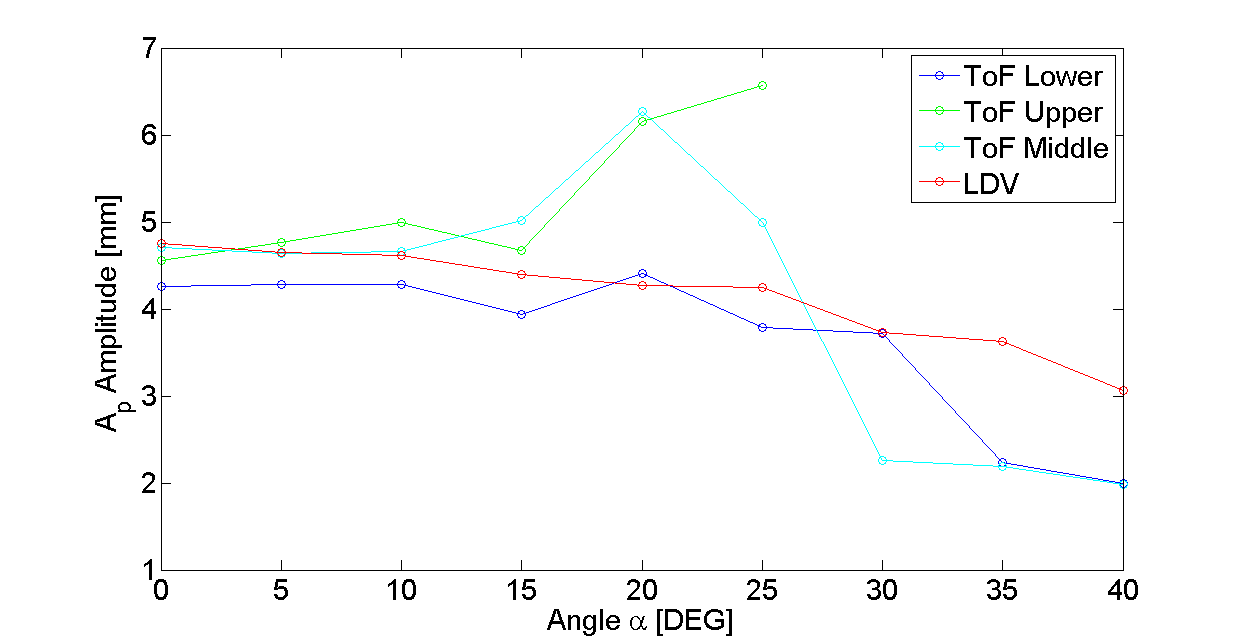 7
6
5
4
3
2
1
A_p Amplitude [mm]
ToF Lower
ToF Upper
ToF Middle
LDV
0 5 10 15 20 25 30 35 40
Angle α [DEG]